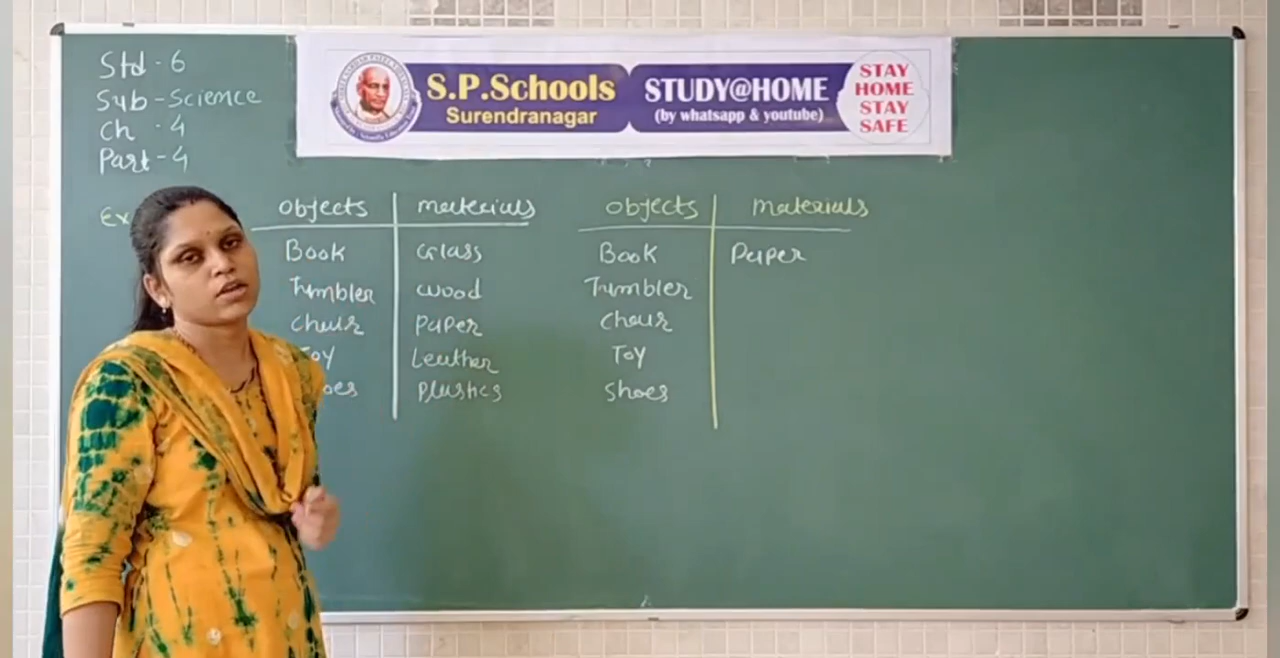 Std - 6
Sub - Science
Ch - 4
Part - 4
S.P.Schools
Surendranagar
STUDY@HOME
(by whatsapp & youtube)
STAY
HOME
STAY
SAFE
Ex
objects materials
Book Glass
Tumbler wood
Chair Paper
Toy Leather
oes Plastics
objects materials
Book Paper
Tumbler
Chair
Toy
Shoes